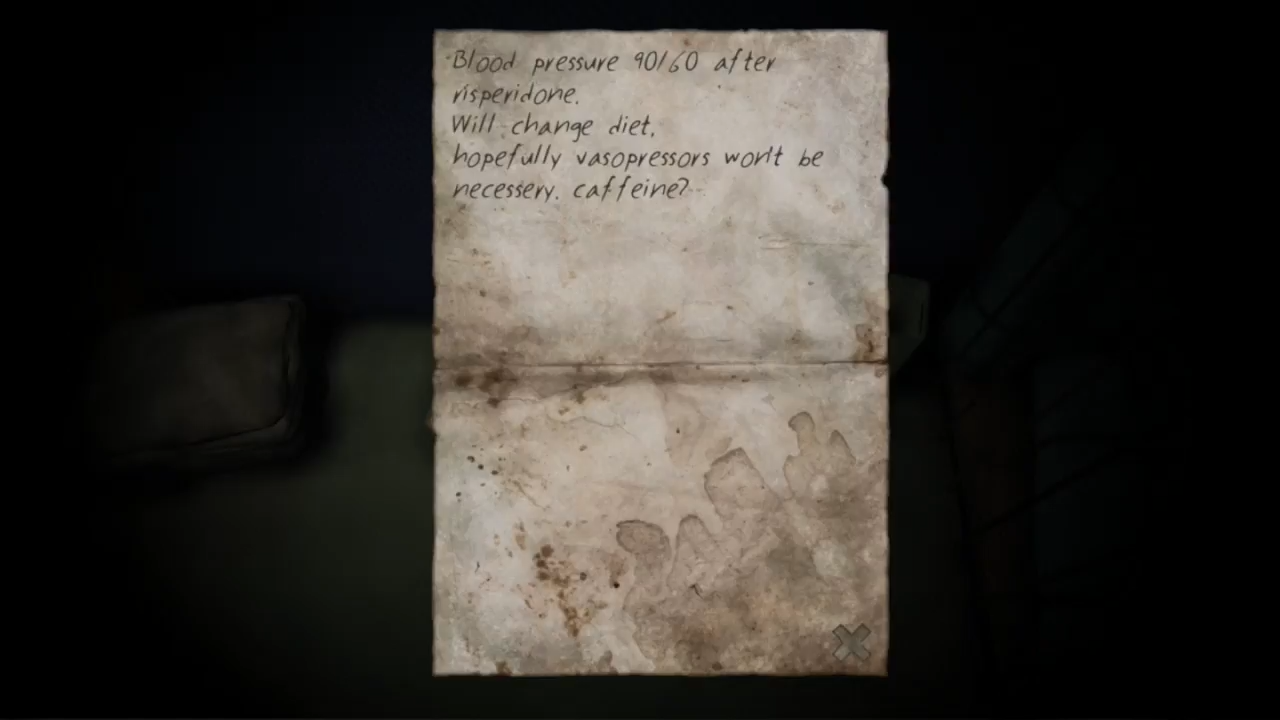 Blood pressure 90/60 after
risperidone.
Will change diet,
hopefully vasopressors won't be
necessery. caffeine?